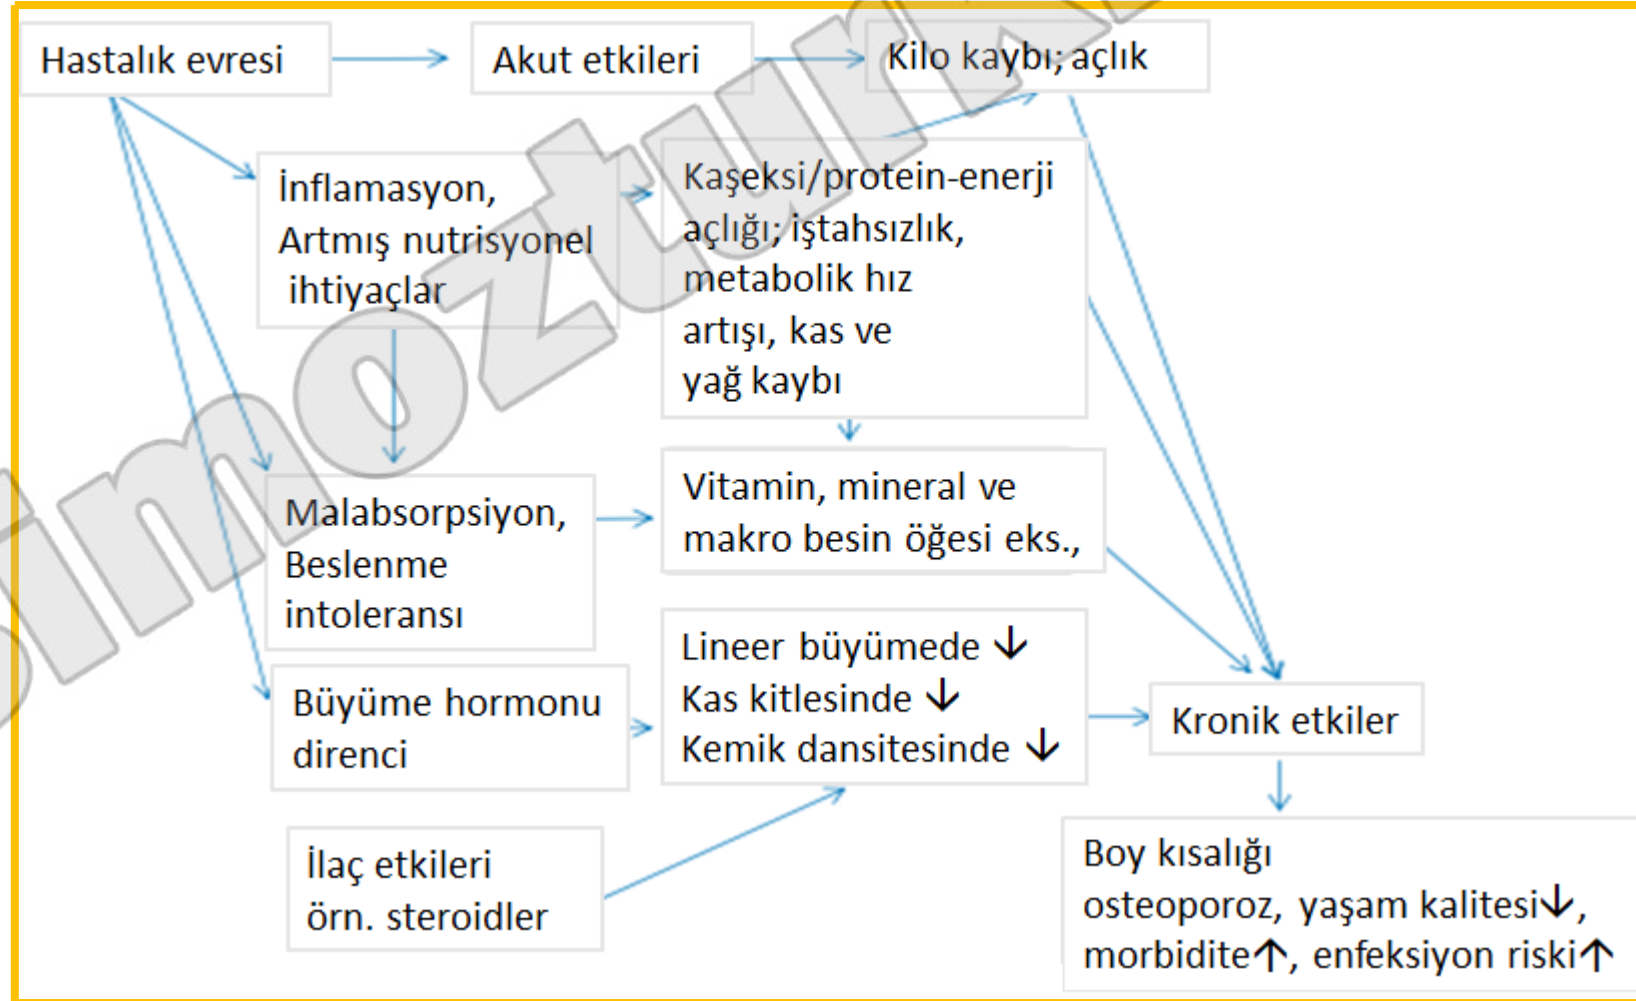 Hastalık evresi
Akut etkileri
Kilo kaybı; açlık
İnflamasyon,
Artmış nutrisyonel
ihtiyaçlar
Kaşeksi/protein-enerji
açlığı; iştahsızlık,
metabolik hız
artışı, kas ve
yağ kaybı
Malabsorpsiyon,
Beslenme
intoleransı
Vitamin, mineral ve
makro besin öğesi eks.,
Büyüme hormonu
direnci
Lineer büyümede ↓
Kas kitlesinde ↓
Kemik dansitesinde ↓
Kronik etkiler
İlaç etkileri
örn. steroidler
Boy kısalığı
osteoporoz, yaşam kalitesi↓,
morbidite↑, enfeksiyon riski↑